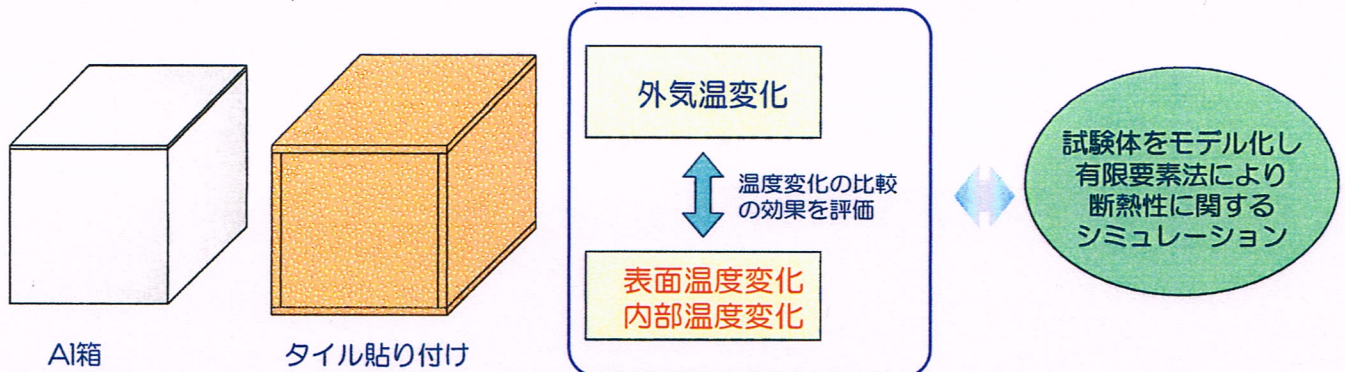 Al箱
タイル貼り付け
外気温変化
温度変化の比較
の効果を評価
表面温度変化
内部温度変化
試験体をモデル化し
有限要素法により
断熱性に関する
シミュレーション